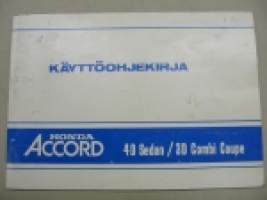 KÄYTTÖOHJEKIRJA
HONDA
ACCORD
4D Sedan / 3D Combi Coupe